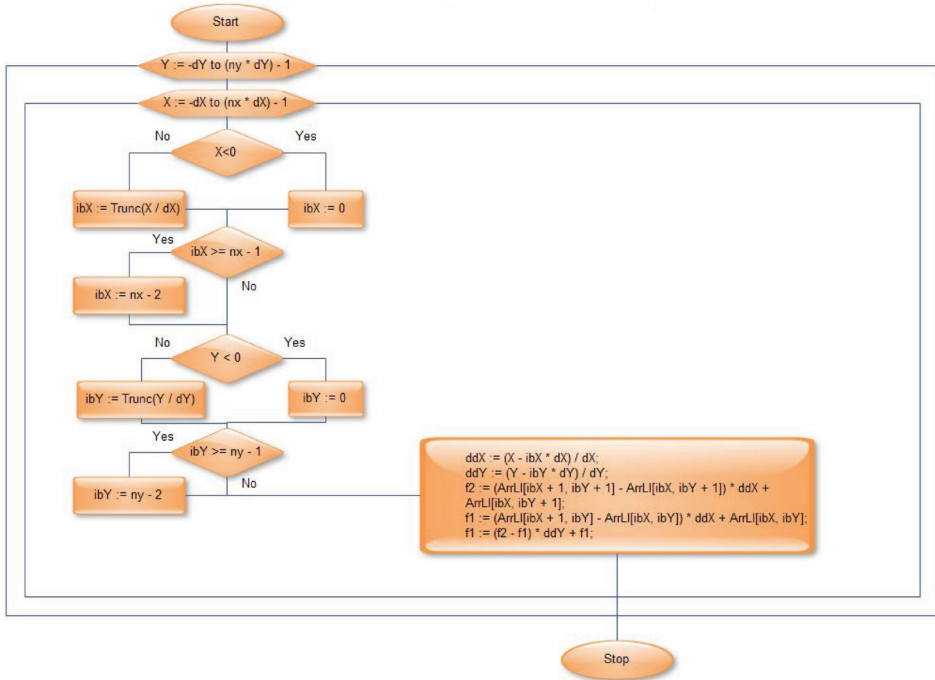 Start
Y := -dY to (ny * dY) - 1
X := -dX to (nx * dX) - 1
No
Yes
X<0
ibX := Trunc(X / dX)
ibX := 0
Yes
ibX >= nx - 1
No
ibX := nx - 2
No
Yes
Y < 0
ibY := Trunc(Y / dY)
ibY := 0
Yes
ibY >= ny - 1
No
ibY := ny - 2
ddX := (X - ibX * dX) / dX;
ddY := (Y - ibY * dY) / dY;
f2 := (ArrLI[ibX + 1, ibY + 1] - ArrLI[ibX, ibY + 1]) * ddX +
ArrLI[ibX, ibY + 1];
f1 := (ArrLI[ibX + 1, ibY] - ArrLI[ibX, ibY]) * ddX + ArrLI[ibX, ibY];
f1 := (f2 - f1) * ddY + f1;
Stop